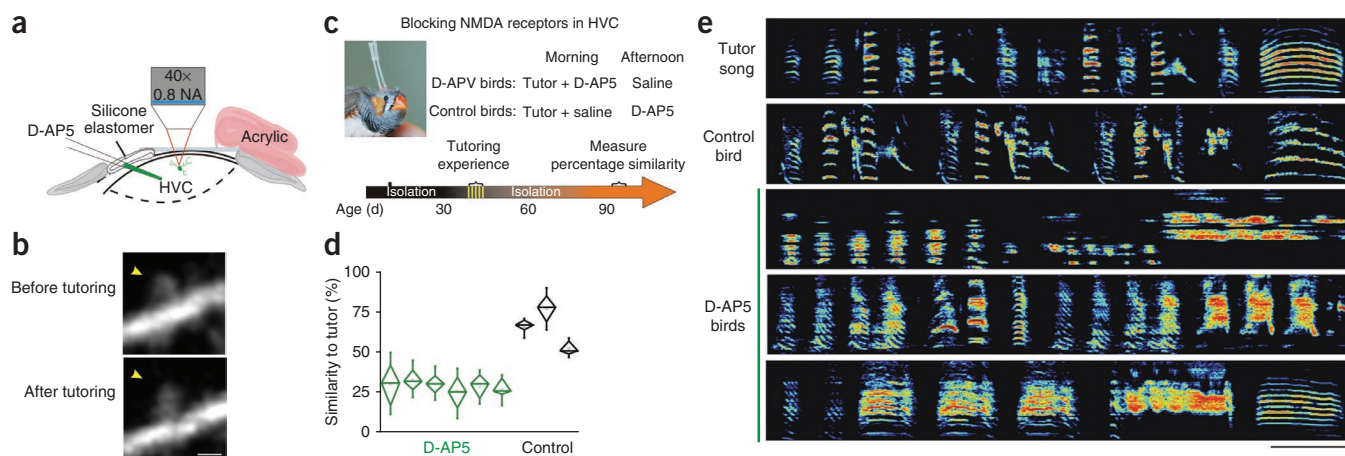 a
40×
0.8 NA
Silicone
elastomer
D-AP5
Acrylic
HVC
b
Before tutoring
After tutoring
c
Blocking NMDA receptors in HVC
Morning Afternoon
D-APV birds: Tutor + D-AP5 Saline
Control birds: Tutor + saline D-AP5
Tutoring
experience
Measure
percentage similarity
Isolation Isolation
Age (d) 30 60 90
d
Similarity to tutor (%)
100
75
50
25
0
D-AP5 Control
e
Tutor
song
Control
bird
D-AP5
birds